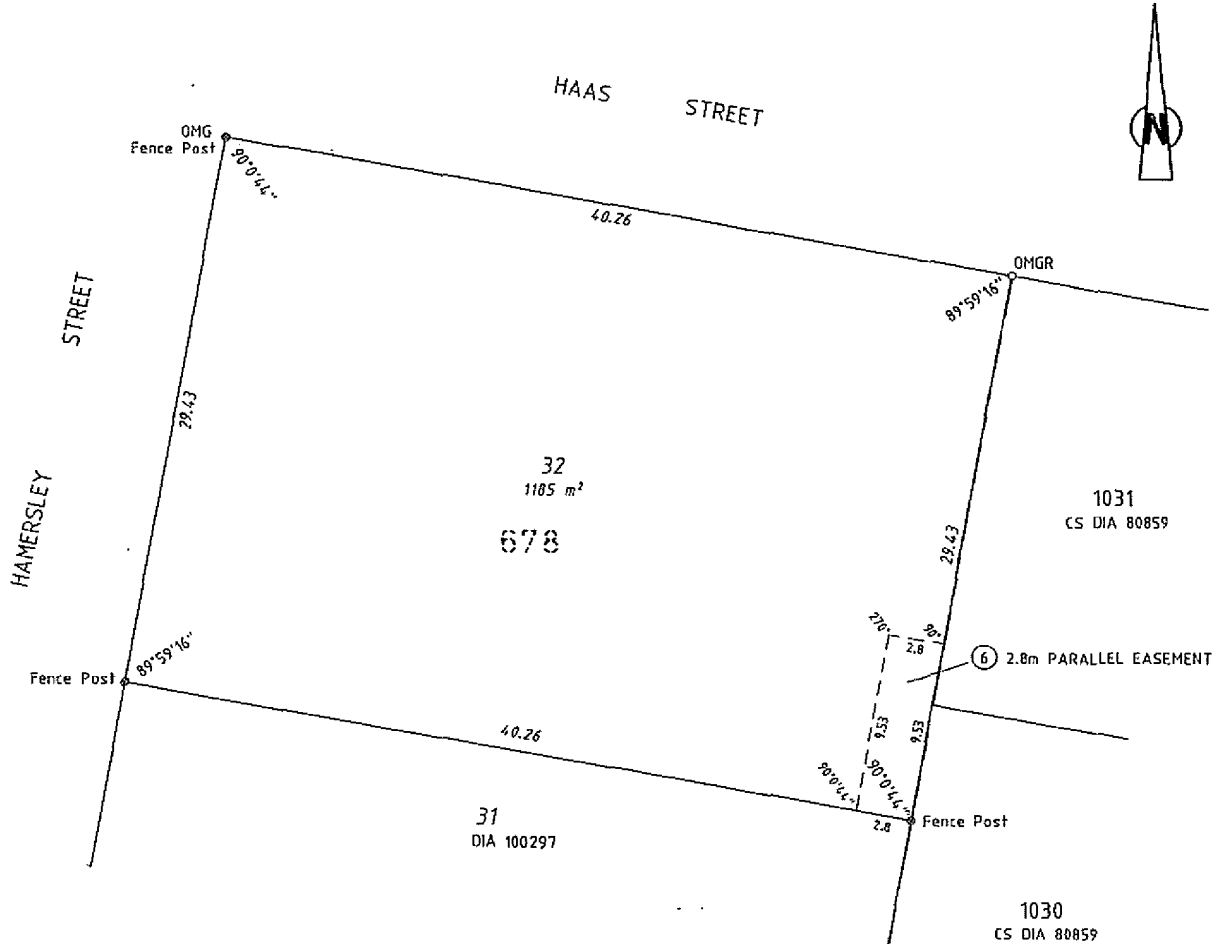 HAAS STREET
N
OMG
Fence Post
90°0'44"
40.26
OMGR
89°59'16"
HAMERSLEY STREET
29.43
32
1185 m²
678
29.43
1031
CS DIA 80859
270°
90°
2.8
6 2.8m PARALLEL EASEMENT
89°59'16"
Fence Post
9.53
9.53
40.26
90°0'44"
90°0'44"
2.8
Fence Post
31
DIA 100297
1030
CS DIA 80859